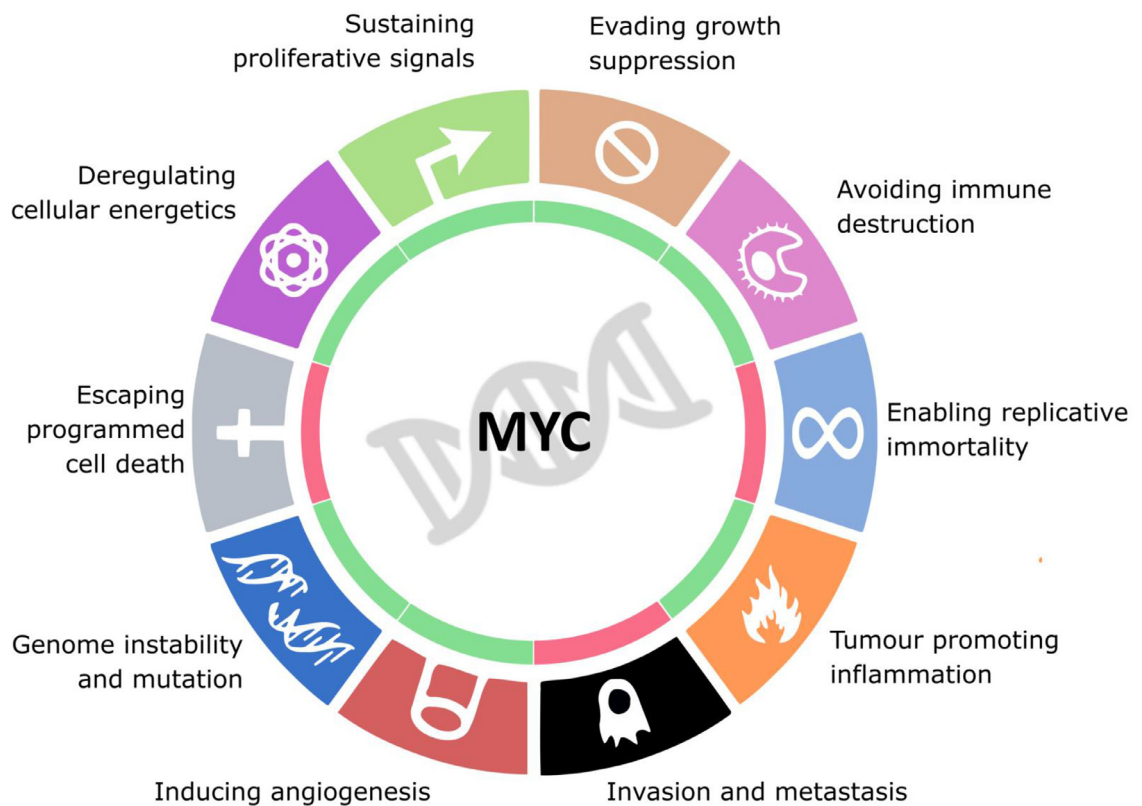 Sustaining
proliferative signals
Evading growth
suppression
Deregulating
cellular energetics
Avoiding immune
destruction
Escaping
programmed
cell death
MYC
Enabling replicative
immortality
Genome instability
and mutation
Tumour promoting
inflammation
Inducing angiogenesis
Invasion and metastasis